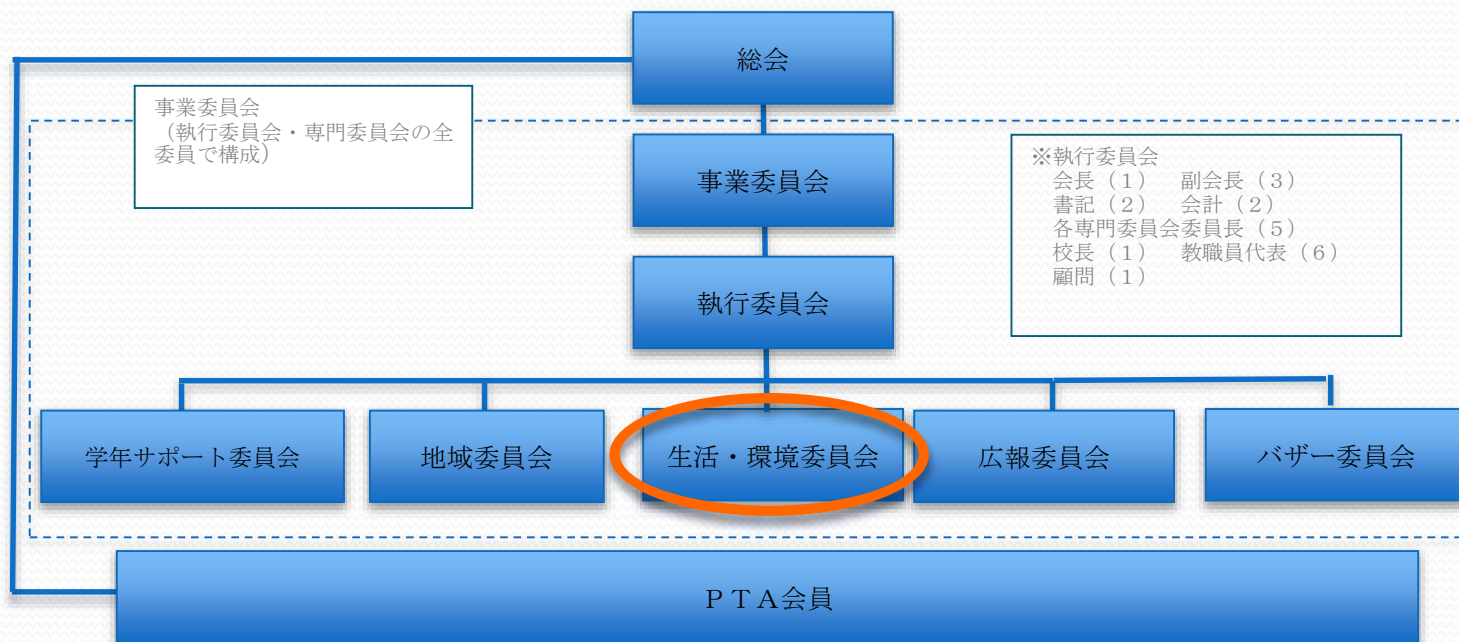 総会
事業委員会
（執行委員会・専門委員会の全
委員で構成）
事業委員会
※執行委員会
会長（１）　副会長（３）
書記（２）　会計（２）
各専門委員会委員長（５）
校長（１）　教職員代表（６）
顧問（１）
執行委員会
学年サポート委員会
地域委員会
生活・環境委員会
広報委員会
バザー委員会
ＰＴＡ会員